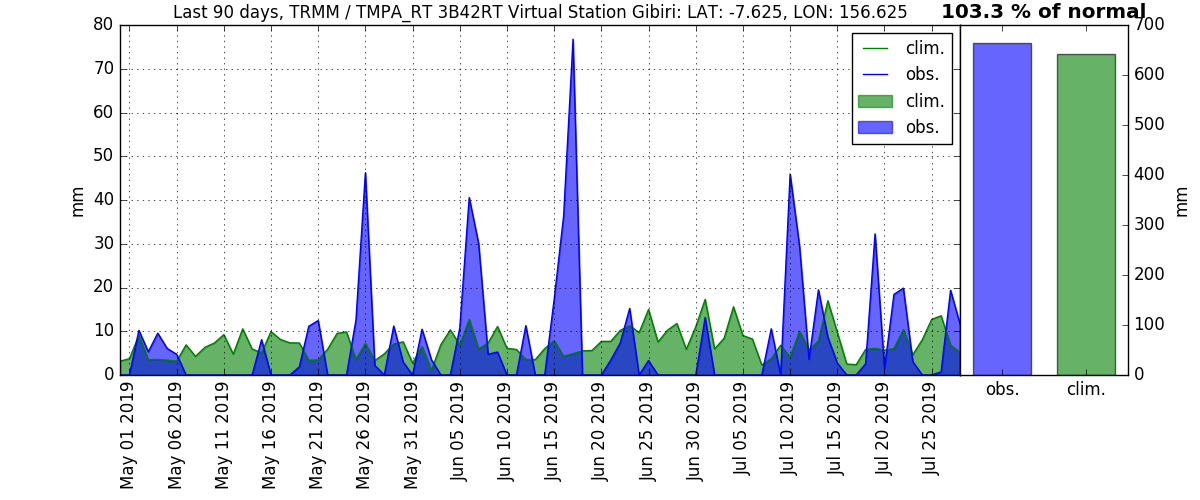 Last 90 days, TRMM / TMPA_RT 3B42RT Virtual Station Gibiri: LAT: -7.625, LON: 156.625
103.3 % of normal
mm
80
70
60
50
40
30
20
10
0
clim.
obs.
clim.
obs.
May 01 2019
May 06 2019
May 11 2019
May 16 2019
May 21 2019
May 26 2019
May 31 2019
Jun 05 2019
Jun 10 2019
Jun 15 2019
Jun 20 2019
Jun 25 2019
Jun 30 2019
Jul 05 2019
Jul 10 2019
Jul 15 2019
Jul 20 2019
Jul 25 2019
obs.
clim.
700
600
500
400
300
200
100
0
mm